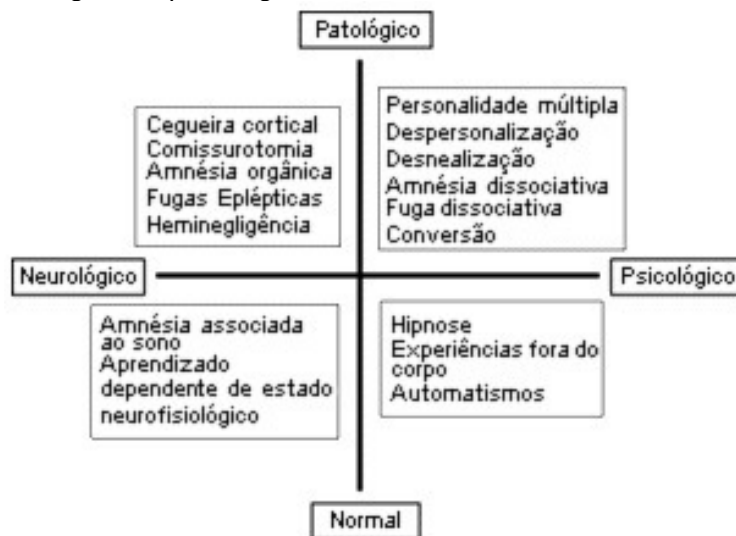 Patológico
Cegueira cortical
Comissurotomia
Amnésia orgânica
Fugas Eplépticas
Heminegligência
Personalidade múltipla
Despersonalização
Desnealização
Amnésia dissociativa
Fuga dissociativa
Conversão
Neurológico
Psicológico
Amnésia associada
ao sono
Aprendizado
dependente de estado
neurofisiológico
Hipnose
Experiências fora do
corpo
Automatismos
Normal